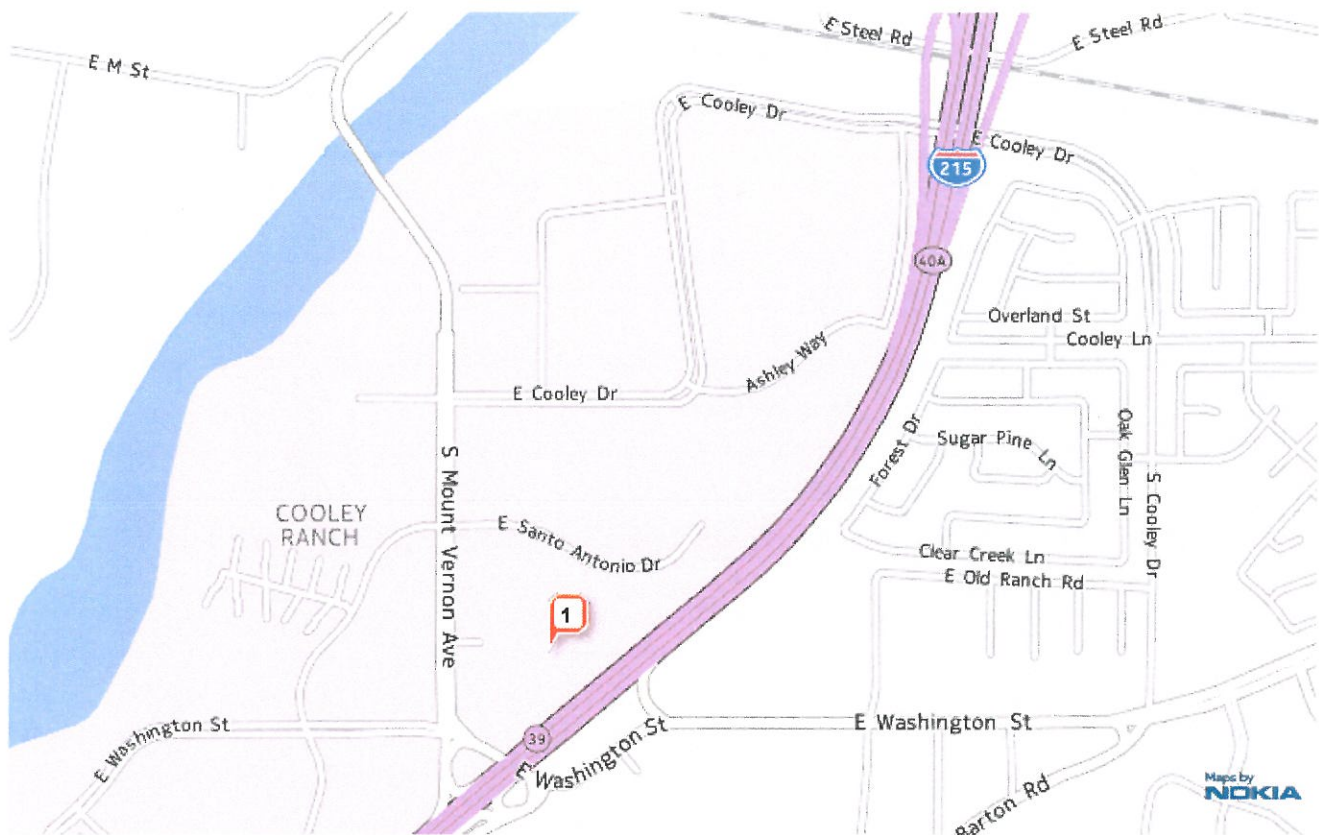 E Steel Rd
E Steel Rd
E M St
E Cooley Dr
E Cooley Dr
215
40A
Overland St
Cooley Ln
Ashley Way
E Cooley Dr
Forest Dr
Sugar Pine Ln
Oak Glen Ln
S Cooley Dr
S Mount Vernon Ave
COOLEY
RANCH
E Santo Antonio Dr
Clear Creek Ln
E Old Ranch Rd
1
E Washington St
39
E Washington St
E Washington St
Barton Rd
Maps by
NOKIA